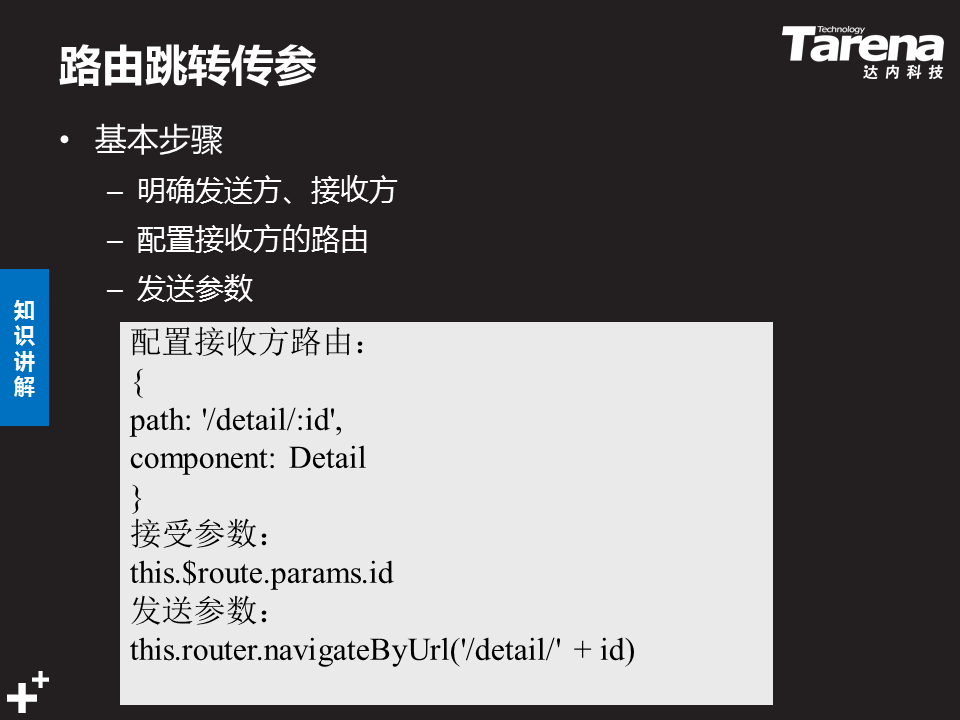 路由跳转传参
Technology
Tarena
达内科技
• 基本步骤
– 明确发送方、接收方
– 配置接收方的路由
– 发送参数
知识讲解
配置接收方路由：
{
path: '/detail/:id',
component: Detail
}
接受参数：
this.$route.params.id
发送参数：
this.router.navigateByUrl('/detail/' + id)